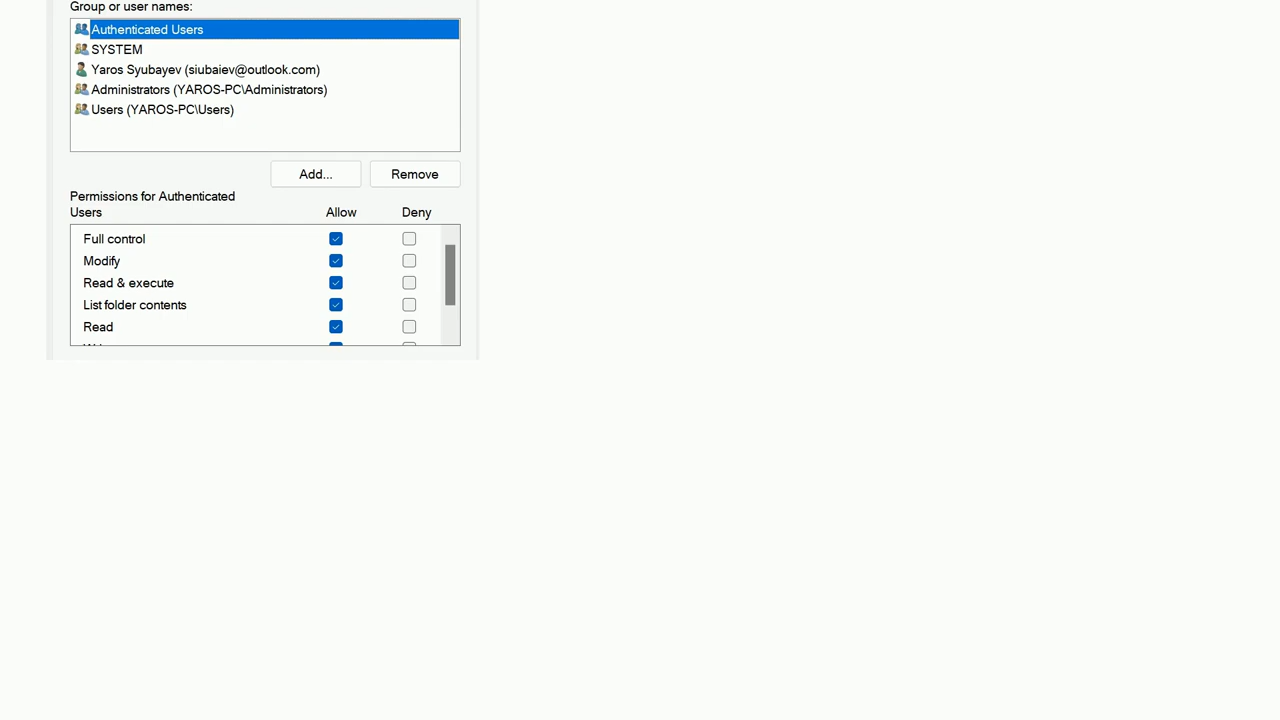 Group or user names:
Authenticated Users
SYSTEM
Yaros Syubayev (siubaiev@outlook.com)
Administrators (YAROS-PC\Administrators)
Users (YAROS-PC\Users)
Add... Remove
Permissions for Authenticated
Users Allow Deny
Full control
Modify
Read & execute
List folder contents
Read